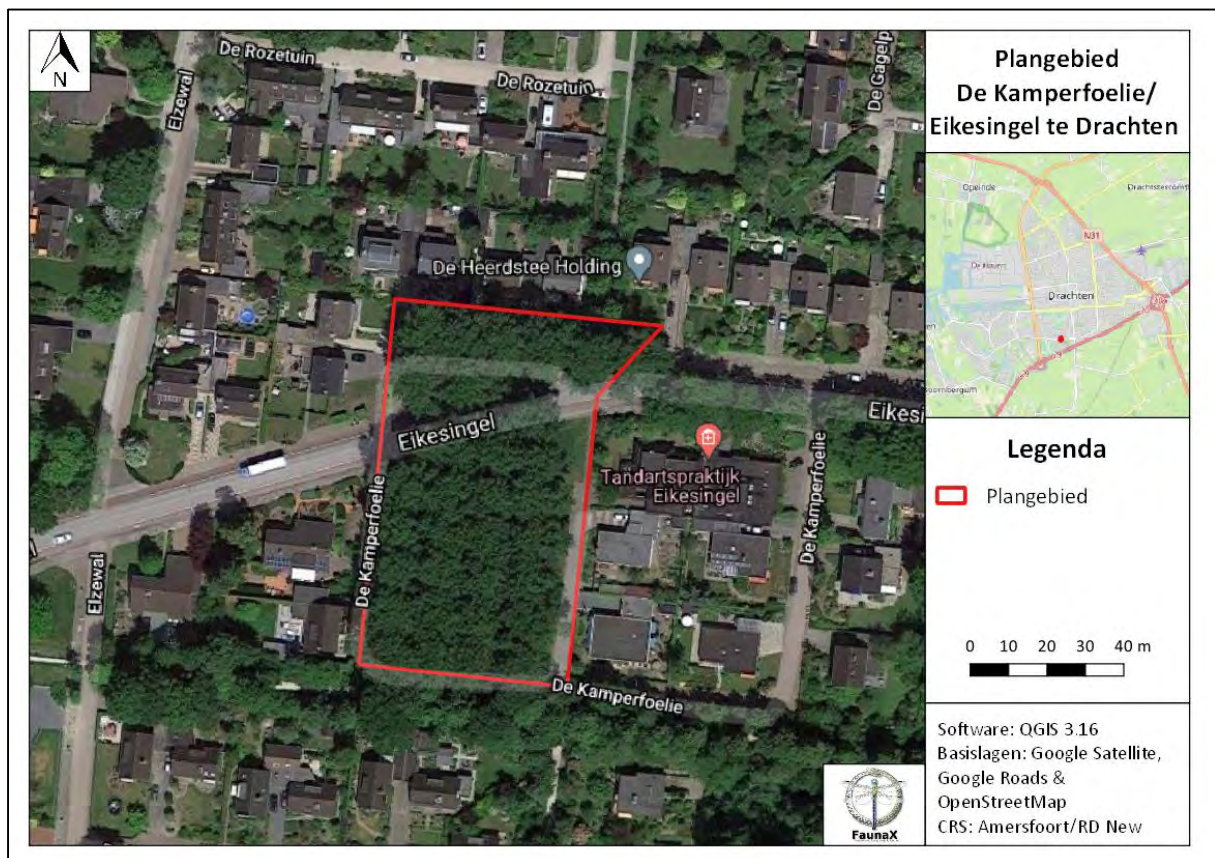 N
De Rozetuin
De Rozetuin
De Gagelp
Elzewal
De Heerdstee Holding
Eikesingel
Eikesi
Tandartspraktijk
Eikesingel
De Kamperfoelie
De Kamperfoelie
De Kamperfoelie
Elzewal
FaunaX
Plangebied
De Kamperfoelie/
Eikesingel te Drachten
Opeinde
N31
Drachten
Legenda
Plangebied
0 10 20 30 40 m
Software: QGIS 3.16
Basislagen: Google Satellite,
Google Roads &
OpenStreetMap
CRS: Amersfoort/RD New